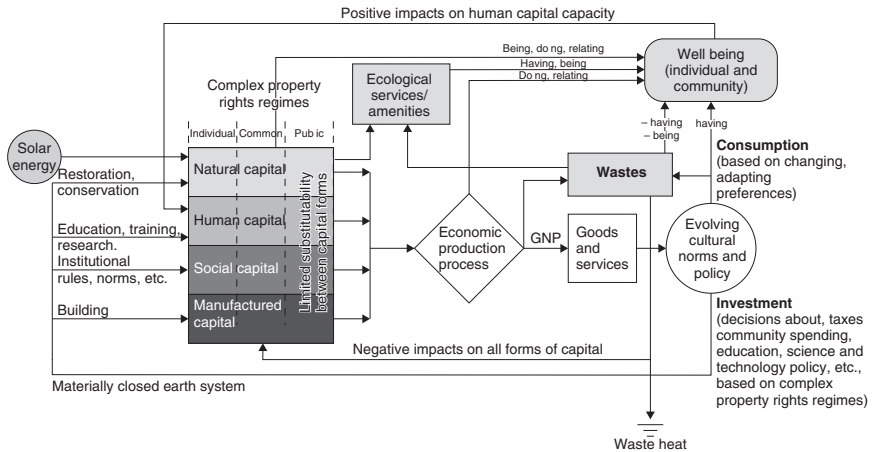 Positive impacts on human capital capacity
Being, do ng, relating
Having, being
Do ng, relating
Well being
(individual and
community)
Complex property
rights regimes
Ecological
services/
amenities
Individual
Common
Pub ic
Solar
energy
Restoration,
conservation
Natural capital
Human capital
Social capital
Manufactured
capital
Limited substitutability
between capital forms
Education, training,
research.
Institutional
rules, norms, etc.
Building
– having
– being
having
Wastes
Consumption
(based on changing,
adapting
preferences)
Economic
production
process
GNP
Goods
and
services
Evolving
cultural
norms and
policy
Investment
(decisions about, taxes
community spending,
education, science and
technology policy, etc.,
based on complex
property rights regimes)
Negative impacts on all forms of capital
Materially closed earth system
Waste heat